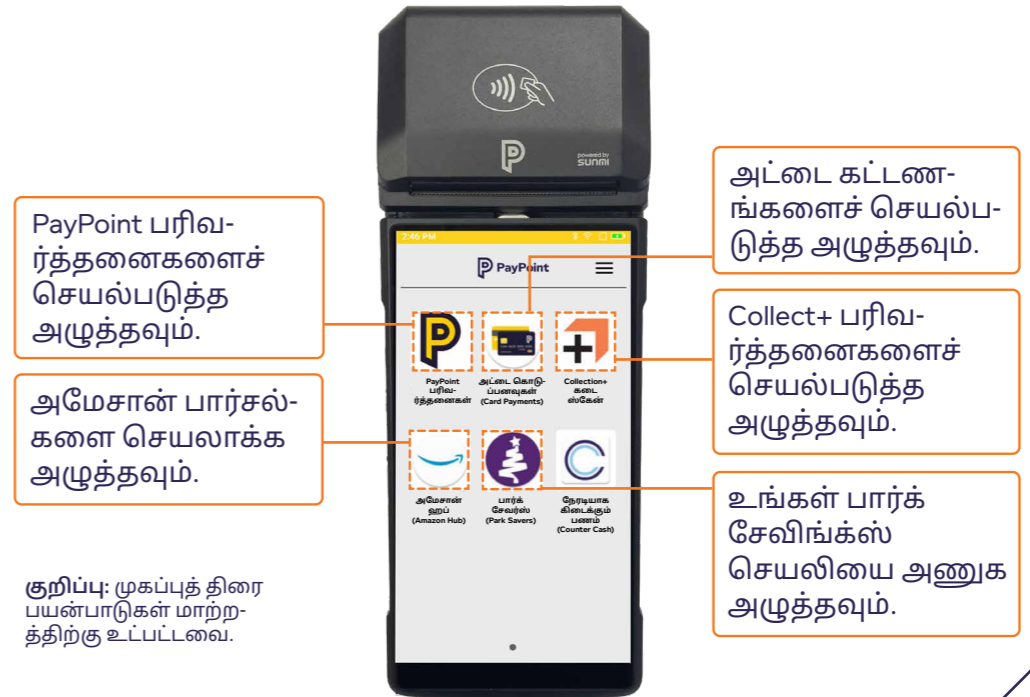 powered by
SUNMI
PayPoint பரிவ-
ர்த்தனைகளைச்
செயல்படுத்த
அழுத்தவும்.
அமேசான் பார்சல்-
களை செயலாக்க
அழுத்தவும்.
குறிப்பு: முகப்புத் திரை
பயன்பாடுகள் மாற்ற-
த்திற்கு உட்பட்டவை.
2:46 PM
PayPoint
PayPoint
பரிவ-
ர்த்தனைகள்
அட்டை கொடு-
ப்பனவுகள்
(Card Payments)
Collection+
கடை
ஸ்கேன்
அமேசான்
ஹப்
(Amazon Hub)
பார்க்
சேவர்ஸ்
(Park Savers)
நேரடியாக
கிடைக்கும்
பணம்
(Counter Cash)
அட்டை கட்டண-
ங்களைச் செயல்ப-
டுத்த அழுத்தவும்.
Collect+ பரிவ-
ர்த்தனைகளைச்
செயல்படுத்த
அழுத்தவும்.
உங்கள் பார்க்
சேவிங்க்ஸ்
செயலியை அணுக
அழுத்தவும்.